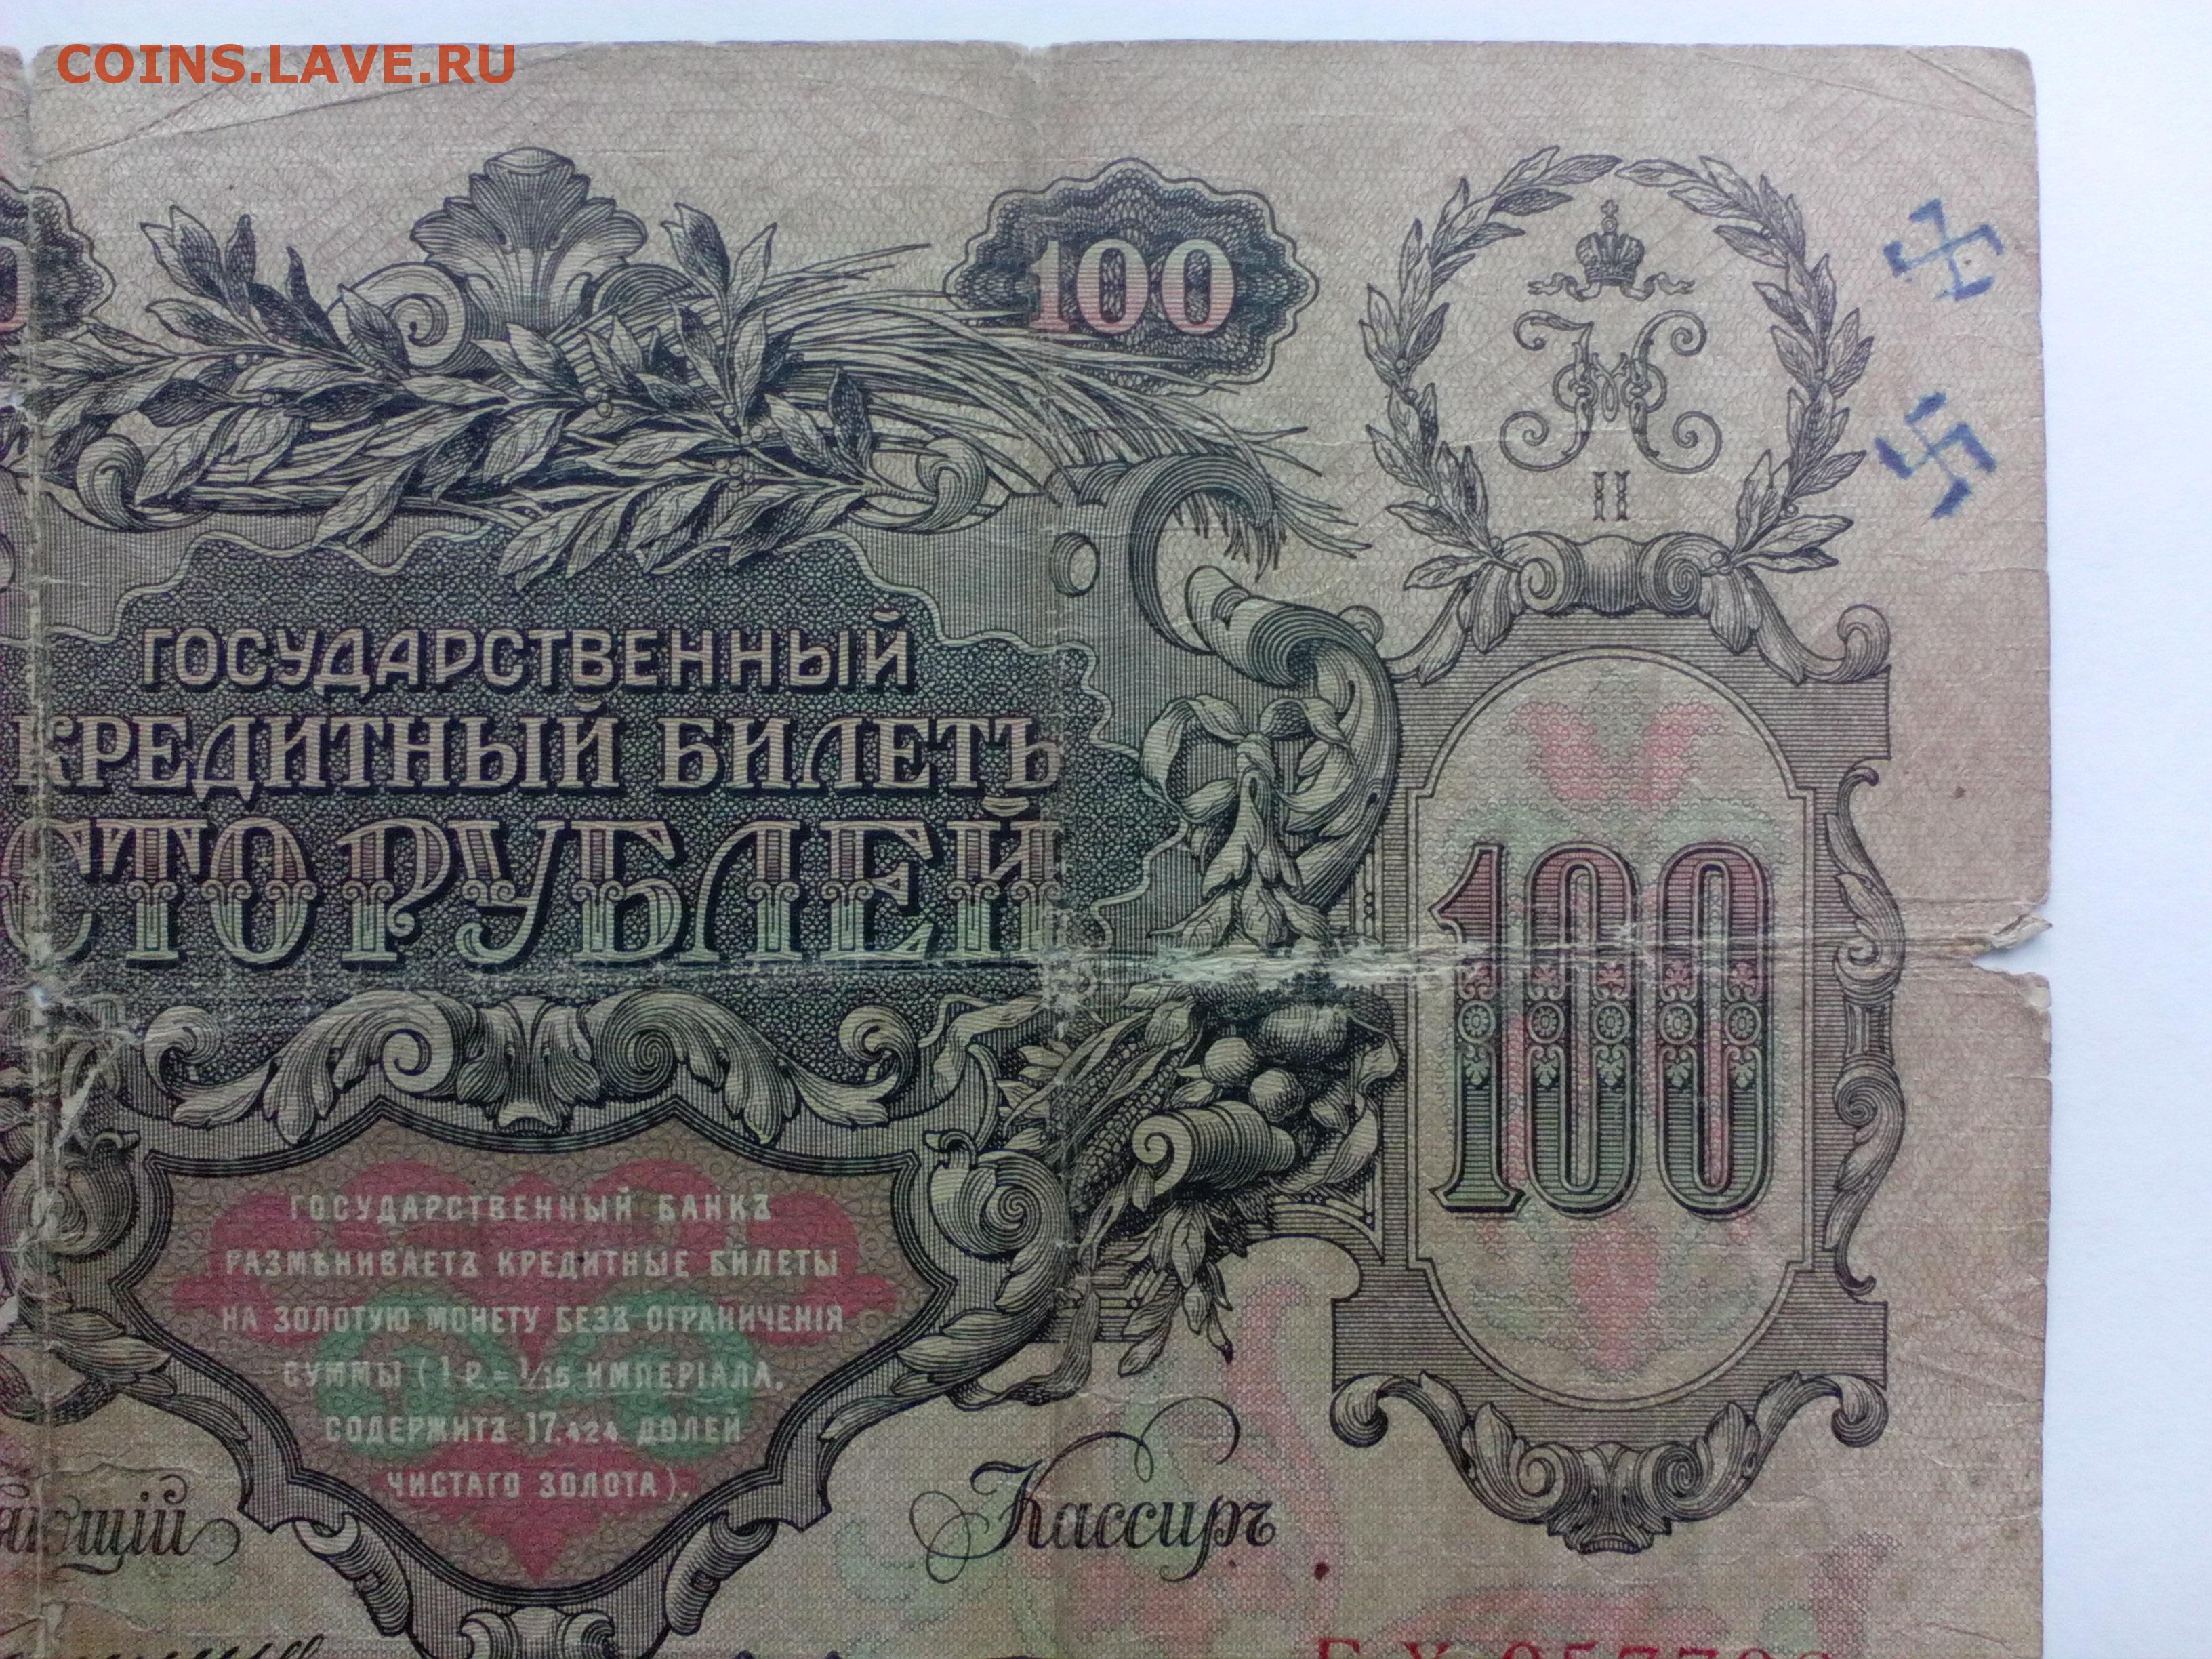 COINS.LAVE.RU
100
II
ГОСУДАРСТВЕННЫЙ
КРЕДИТНЫЙ БИЛЕТЪ
СТО РУБЛЕЙ
100
ГОСУДАРСТВЕННЫЙ БАНКЪ
РАЗМѢНИВАЕТЪ КРЕДИТНЫЕ БИЛЕТЫ
НА ЗОЛОТУЮ МОНЕТУ БЕЗЪ ОГРАНИЧЕНІЯ
СУММЫ (1 Р.= 1/15 ИМПЕРІАЛА,
СОДЕРЖИТЪ 17,424 ДОЛЕЙ
ЧИСТАГО ЗОЛОТА).
Кассиръ